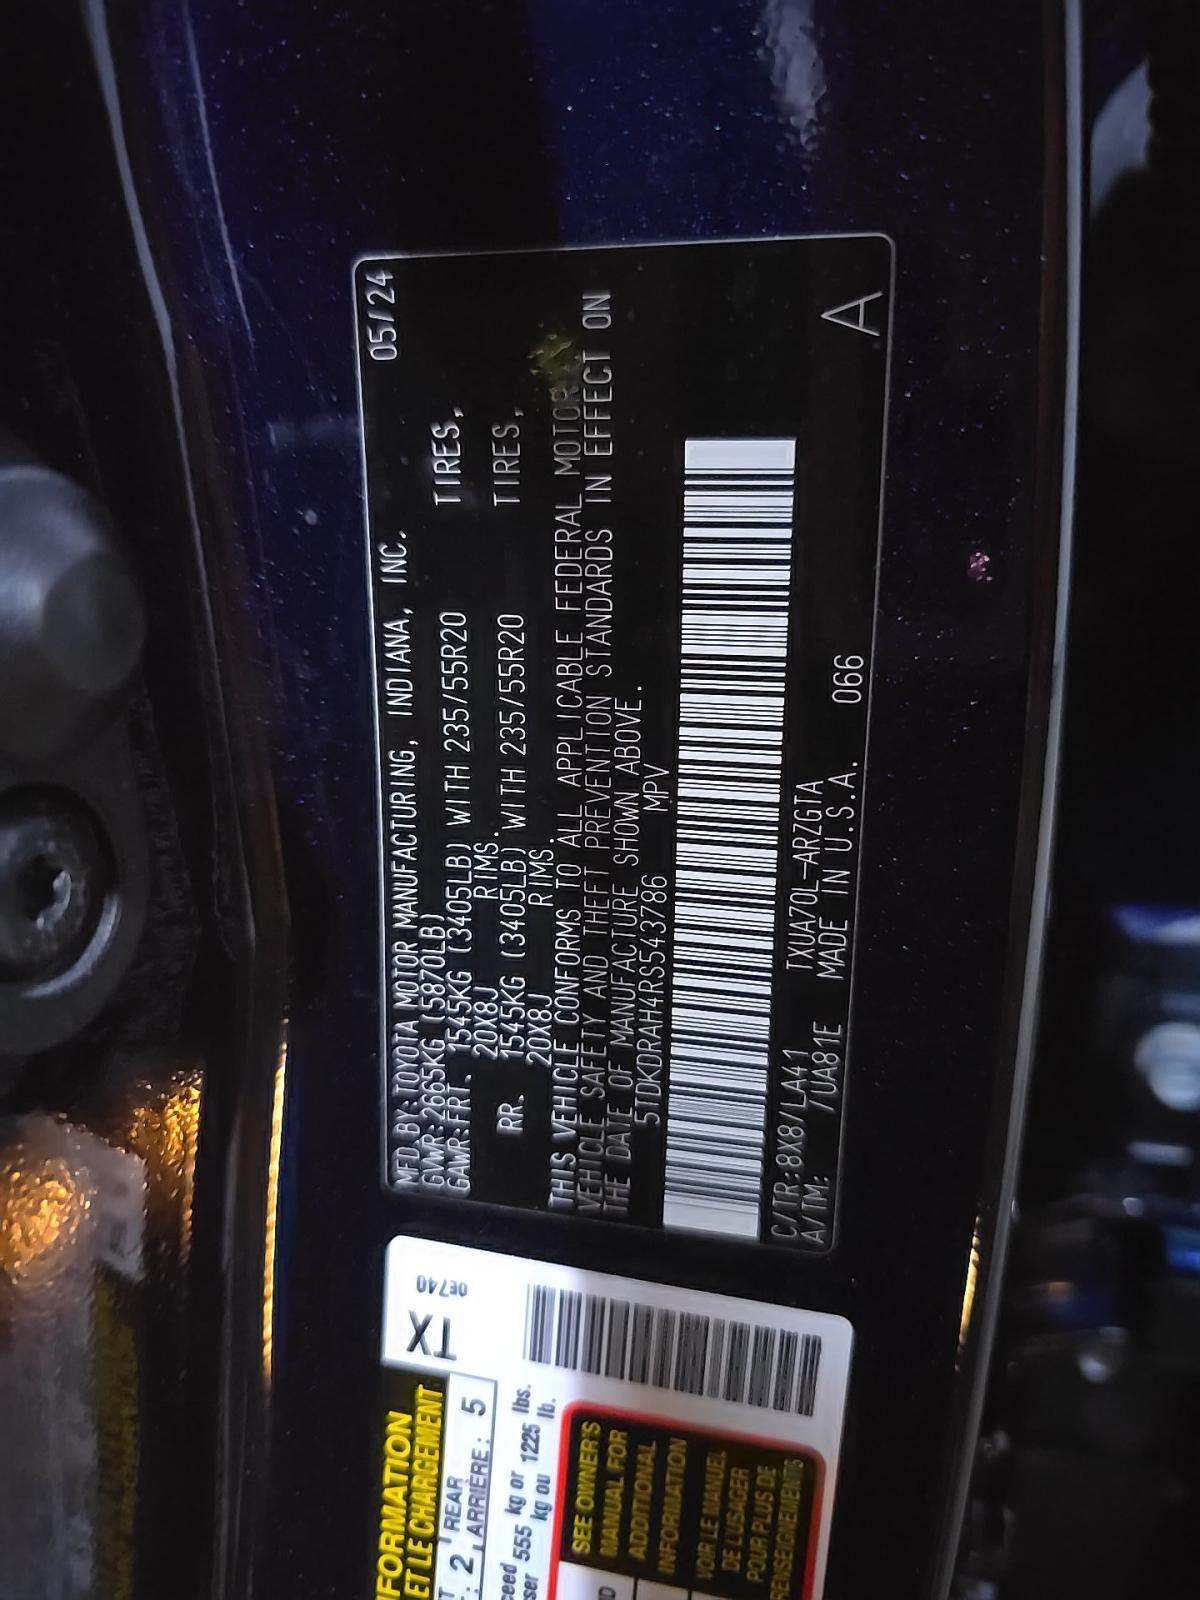 MFD.BY:TOYOTA MOTOR MANUFACTURING, INDIANA, INC. 05/24
GVWR:2665KG(5870LB)
GAWR:FRT. 1545KG (3405LB) WITH 235/55R20 TIRES,
20X8J RIMS.
RR. 1545KG (3405LB) WITH 235/55R20 TIRES,
20X8J RIMS.
THIS VEHICLE CONFORMS TO ALL APPLICABLE FEDERAL MOTOR
VEHICLE SAFETY AND THEFT PREVENTION STANDARDS IN EFFECT ON
THE DATE OF MANUFACTURE SHOWN ABOVE.
5TDKDRAH4RS543786 MPV
C/TR:8X8/LA41 TXUA70L-ARZGTA
A/TM: /UA81E MADE IN U.S.A. 066 A
TX
0E740
ET LE CHARGEMENT
2 REAR
ARRIÈRE: 5
555 kg or 1225 lbs.
kg ou lb.
SEE OWNER'S
MANUAL FOR
ADDITIONAL
INFORMATION
VOIR LE MANUEL
DE L'USAGER
POUR PLUS DE
RENSEIGNEMENTS